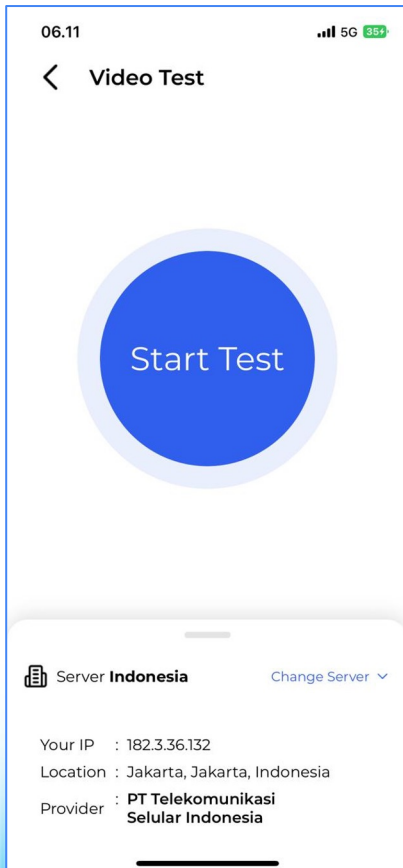 06.11 5G 35
Video Test
Start Test
Server Indonesia Change Server
Your IP : 182.3.36.132
Location : Jakarta, Jakarta, Indonesia
Provider : PT Telekomunikasi
Selular Indonesia